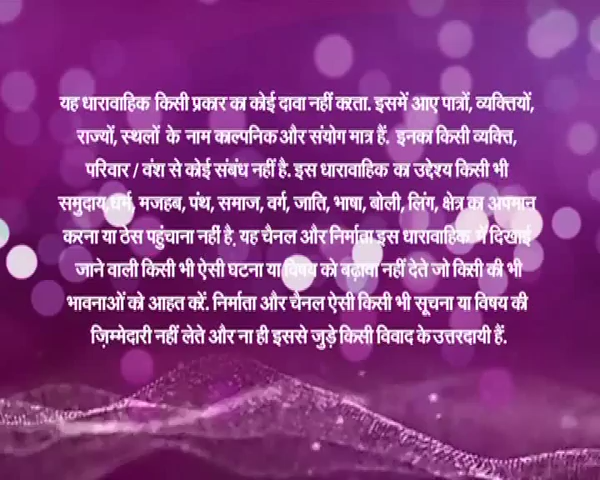 यह धारावाहिक किसी प्रकार का कोई दावा नहीं करता. इसमें आए पात्रों, व्यक्तियों,
राज्यों, स्थलों के नाम काल्पनिक और संयोग मात्र हैं. इनका किसी व्यक्ति,
परिवार / वंश से कोई संबंध नहीं है. इस धारावाहिक का उद्देश्य किसी भी
समुदाय,धर्म, मजहब, पंथ, समाज, वर्ग, जाति, भाषा, बोली, लिंग, क्षेत्र का अपमान
करना या ठेस पहुंचाना नहीं है. यह चैनल और निर्माता इस धारावाहिक में दिखाई
जाने वाली किसी भी ऐसी घटना या विषय को बढ़ावा नहीं देते जो किसी की भी
भावनाओं को आहत करें. निर्माता और चैनल ऐसी किसी भी सूचना या विषय की
ज़िम्मेदारी नहीं लेते और ना ही इससे जुड़े किसी विवाद के उत्तरदायी हैं.